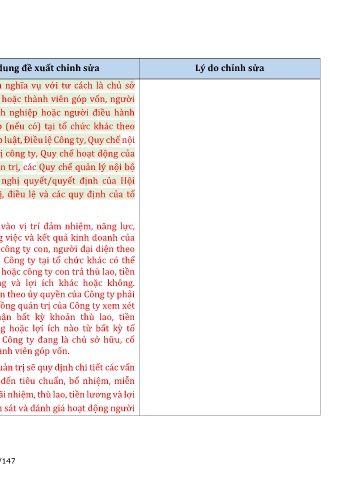 dung đề xuất chỉnh sửa
Lý do chỉnh sửa
nghĩa vụ với tư cách là chủ sở
hoặc thành viên góp vốn, người
nghiệp hoặc người điều hành
(nếu có) tại tổ chức khác theo
luật, Điều lệ Công ty, Quy chế nội
công ty, Quy chế hoạt động của
trị, các Quy chế quản lý nội bộ
nghị quyết/quyết định của Hội
điều lệ và các quy định của tổ
vào vị trí đảm nhiệm, năng lực,
việc và kết quả kinh doanh của
công ty con, người đại diện theo
Công ty tại tổ chức khác có thể
hoặc công ty con trả thù lao, tiền
và lợi ích khác hoặc không.
theo ủy quyền của Công ty phải
đồng quản trị của Công ty xem xét
bất kỳ khoản thù lao, tiền
hoặc lợi ích nào từ bất kỳ tổ
Công ty đang là chủ sở hữu, cổ
thành viên góp vốn.
quản trị sẽ quy định chi tiết các vấn
đến tiêu chuẩn, bổ nhiệm, miễn
bãi nhiệm, thù lao, tiền lương và lợi
sát và đánh giá hoạt động người
/147